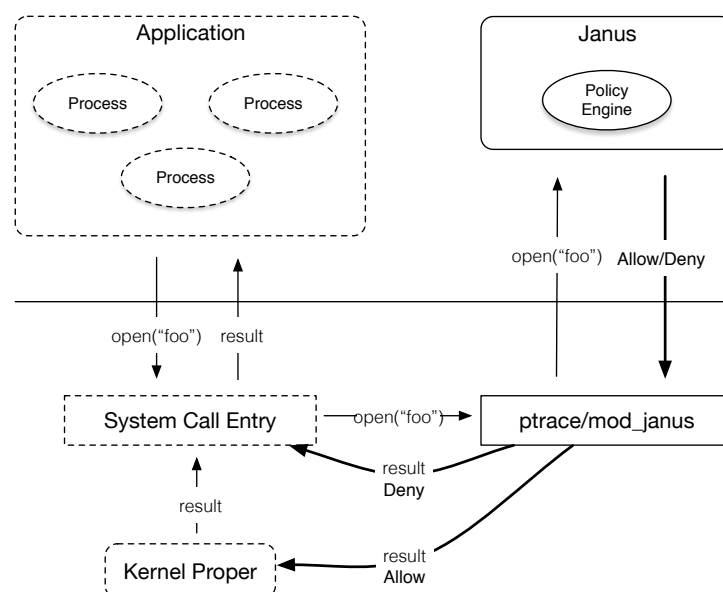 Application
Janus
Process
Process
Policy
Engine
Process
open(“foo”)
Allow/Deny
open(“foo”)
result
System Call Entry
open(“foo”)
ptrace/mod_janus
result
Deny
result
Kernel Proper
result
Allow